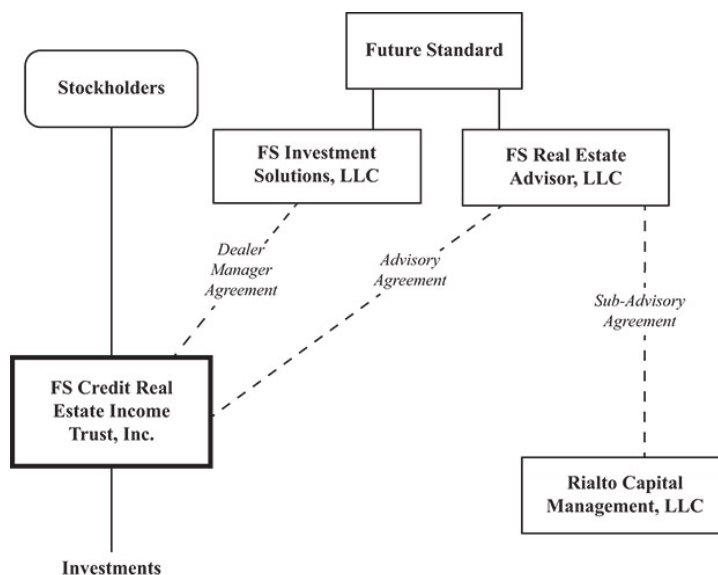 Future Standard
Stockholders
FS Investment
Solutions, LLC
FS Real Estate
Advisor, LLC
Dealer
Manager
Agreement
Advisory
Agreement
Sub-Advisory
Agreement
FS Credit Real
Estate Income
Trust, Inc.
Rialto Capital
Management, LLC
Investments